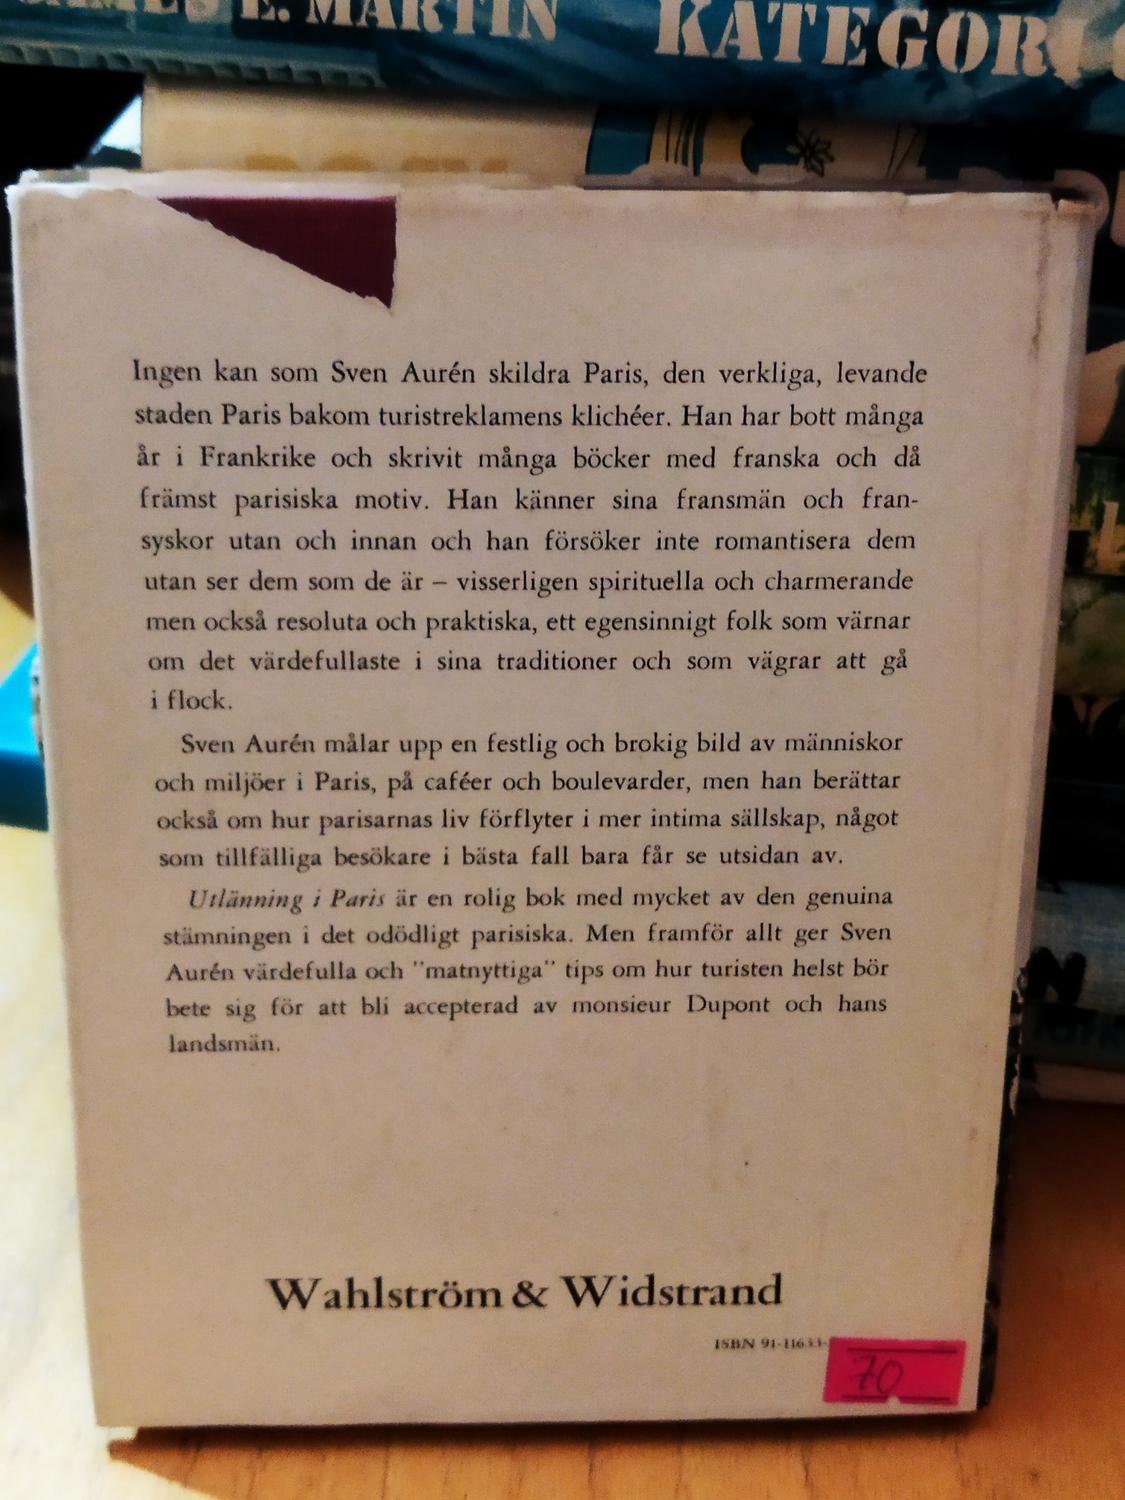 JAMES E. MARTIN KATEGORI
Ingen kan som Sven Aurén skildra Paris, den verkliga, levande
staden Paris bakom turistreklamens klichéer. Han har bott många
år i Frankrike och skrivit många böcker med franska och då
främst parisiska motiv. Han känner sina fransmän och fran-
syskor utan och innan och han försöker inte romantisera dem
utan ser dem som de är – visserligen spirituella och charmerande
men också resoluta och praktiska, ett egensinnigt folk som värnar
om det värdefullaste i sina traditioner och som vägrar att gå
i flock.
Sven Aurén målar upp en festlig och brokig bild av människor
och miljöer i Paris, på caféer och boulevarder, men han berättar
också om hur parisarnas liv förflyter i mer intima sällskap, något
som tillfälliga besökare i bästa fall bara får se utsidan av.
Utlänning i Paris är en rolig bok med mycket av den genuina
stämningen i det odödligt parisiska. Men framför allt ger Sven
Aurén värdefulla och "matnyttiga" tips om hur turisten helst bör
bete sig för att bli accepterad av monsieur Dupont och hans
landsmän.
Wahlström & Widstrand
ISBN 91-11633-
70